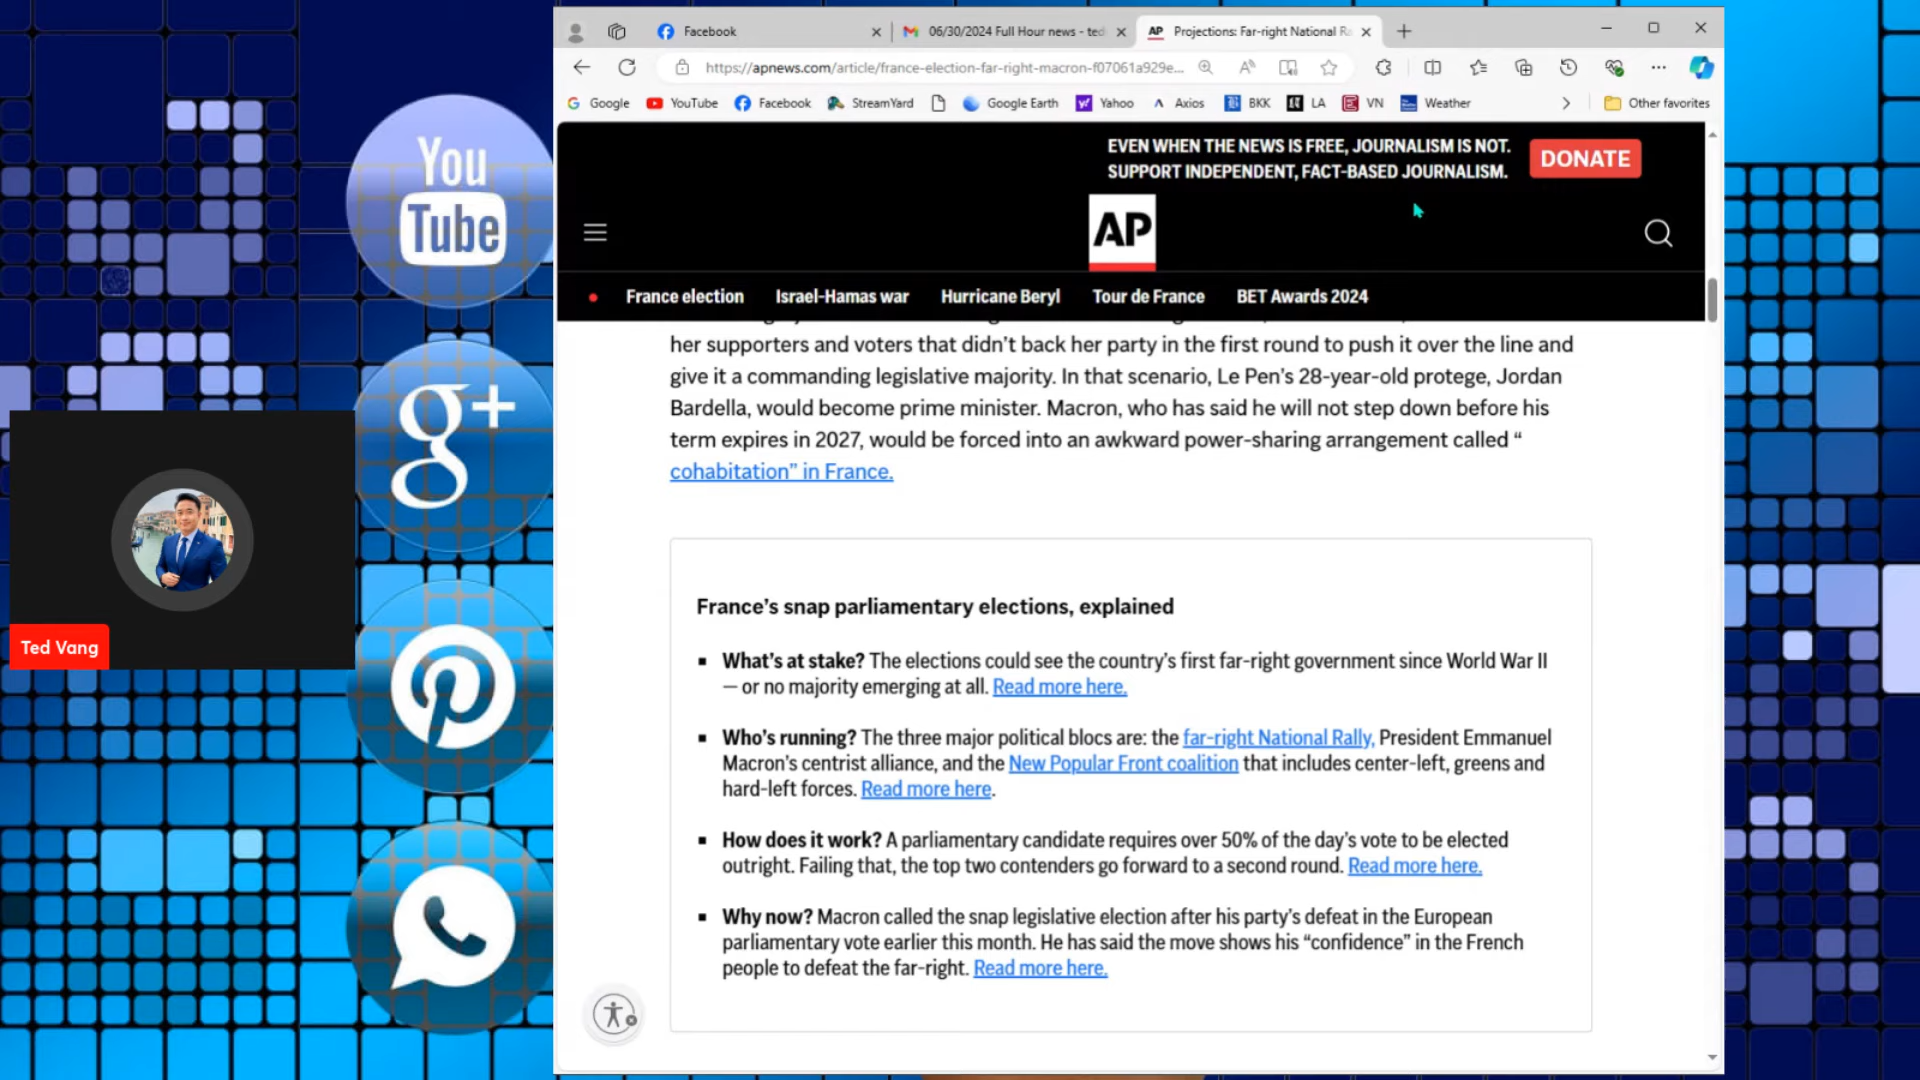 You
Tube
g+
Ted Vang
Facebook
06/30/2024 Full Hour news - ted
AP
Projections: Far-right National Ra
https://apnews.com/article/france-election-far-right-macron-f07061a929e...
Google
YouTube
Facebook
StreamYard
Google Earth
Yahoo
Axios
BKK
LA
VN
Weather
Other favorites
EVEN WHEN THE NEWS IS FREE, JOURNALISM IS NOT.
SUPPORT INDEPENDENT, FACT-BASED JOURNALISM.
DONATE
AP
France election
Israel-Hamas war
Hurricane Beryl
Tour de France
BET Awards 2024
her supporters and voters that didn’t back her party in the first round to push it over the line and
give it a commanding legislative majority. In that scenario, Le Pen’s 28-year-old protege, Jordan
Bardella, would become prime minister. Macron, who has said he will not step down before his
term expires in 2027, would be forced into an awkward power-sharing arrangement called “
cohabitation” in France.
France’s snap parliamentary elections, explained
▪ What’s at stake? The elections could see the country’s first far-right government since World War II
— or no majority emerging at all. Read more here.
▪ Who’s running? The three major political blocs are: the far-right National Rally, President Emmanuel
Macron’s centrist alliance, and the New Popular Front coalition that includes center-left, greens and
hard-left forces. Read more here.
▪ How does it work? A parliamentary candidate requires over 50% of the day’s vote to be elected
outright. Failing that, the top two contenders go forward to a second round. Read more here.
▪ Why now? Macron called the snap legislative election after his party’s defeat in the European
parliamentary vote earlier this month. He has said the move shows his “confidence” in the French
people to defeat the far-right. Read more here.